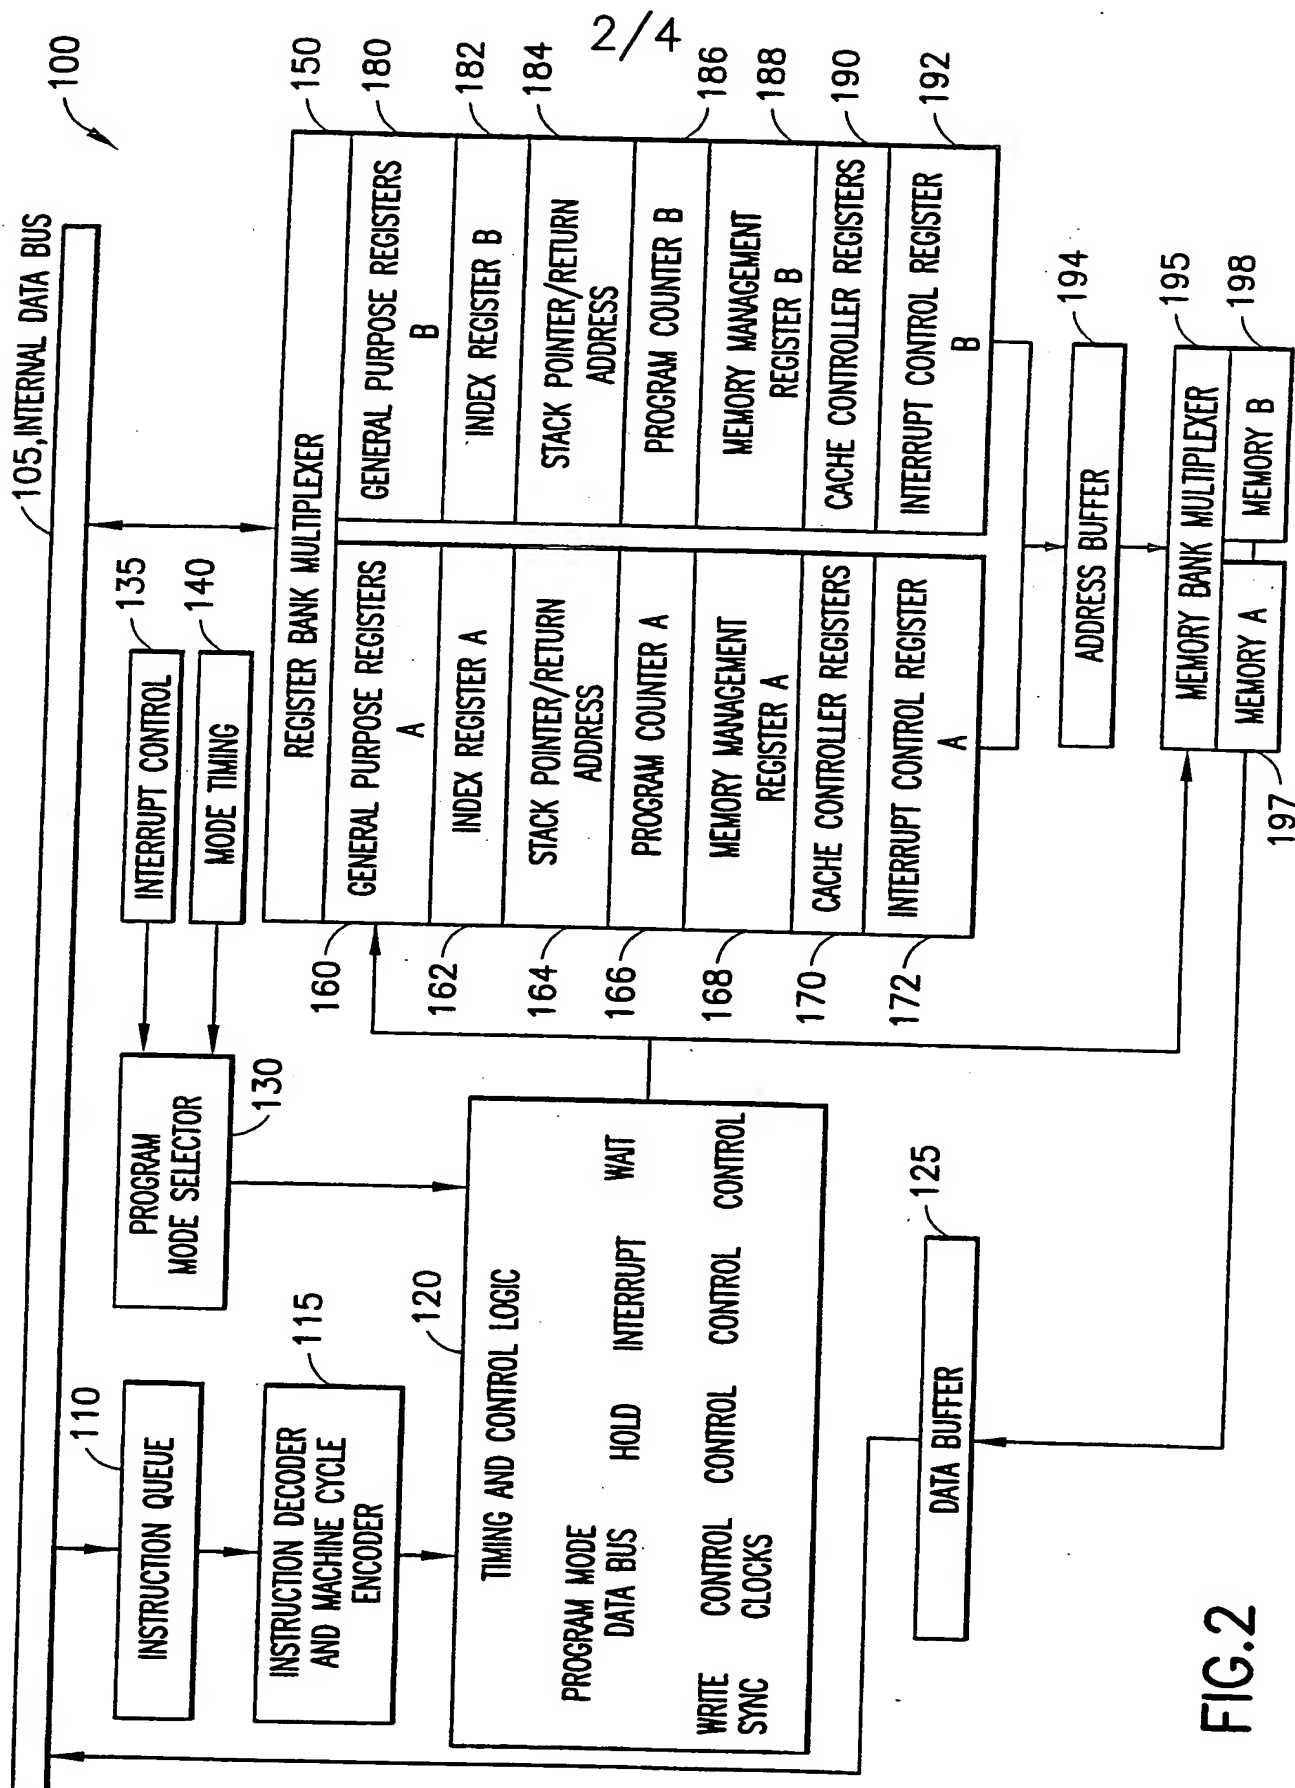 2/4
100
105,INTERNAL DATA BUS
110
INSTRUCTION QUEUE
115
INSTRUCTION DECODER
AND MACHINE CYCLE
ENCODER
PROGRAM
MODE SELECTOR
130
INTERRUPT CONTROL
135
MODE TIMING
140
120
TIMING AND CONTROL LOGIC
PROGRAM MODE
DATA BUS
HOLD
INTERRUPT
WAIT
WRITE
SYNC
CONTROL
CLOCKS
CONTROL
CONTROL
CONTROL
DATA BUFFER
125
REGISTER BANK MULTIPLEXER
150
GENERAL PURPOSE REGISTERS
A
160
INDEX REGISTER A
162
STACK POINTER/RETURN
ADDRESS
164
PROGRAM COUNTER A
166
MEMORY MANAGEMENT
REGISTER A
168
CACHE CONTROLLER REGISTERS
170
INTERRUPT CONTROL REGISTER
A
172
GENERAL PURPOSE REGISTERS
B
180
INDEX REGISTER B
182
STACK POINTER/RETURN
ADDRESS
184
PROGRAM COUNTER B
186
MEMORY MANAGEMENT
REGISTER B
188
CACHE CONTROLLER REGISTERS
190
INTERRUPT CONTROL REGISTER
B
192
ADDRESS BUFFER
194
MEMORY BANK MULTIPLEXER
195
MEMORY A
197
MEMORY B
198
FIG.2